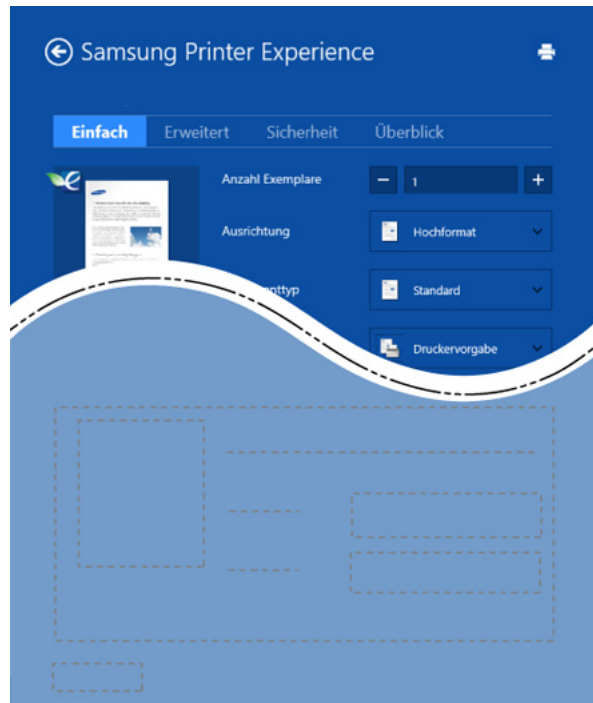 Samsung Printer Experience
Einfach Erweitert Sicherheit Überblick
Anzahl Exemplare 1
Ausrichtung Hochformat
Standard
Druckervorgabe